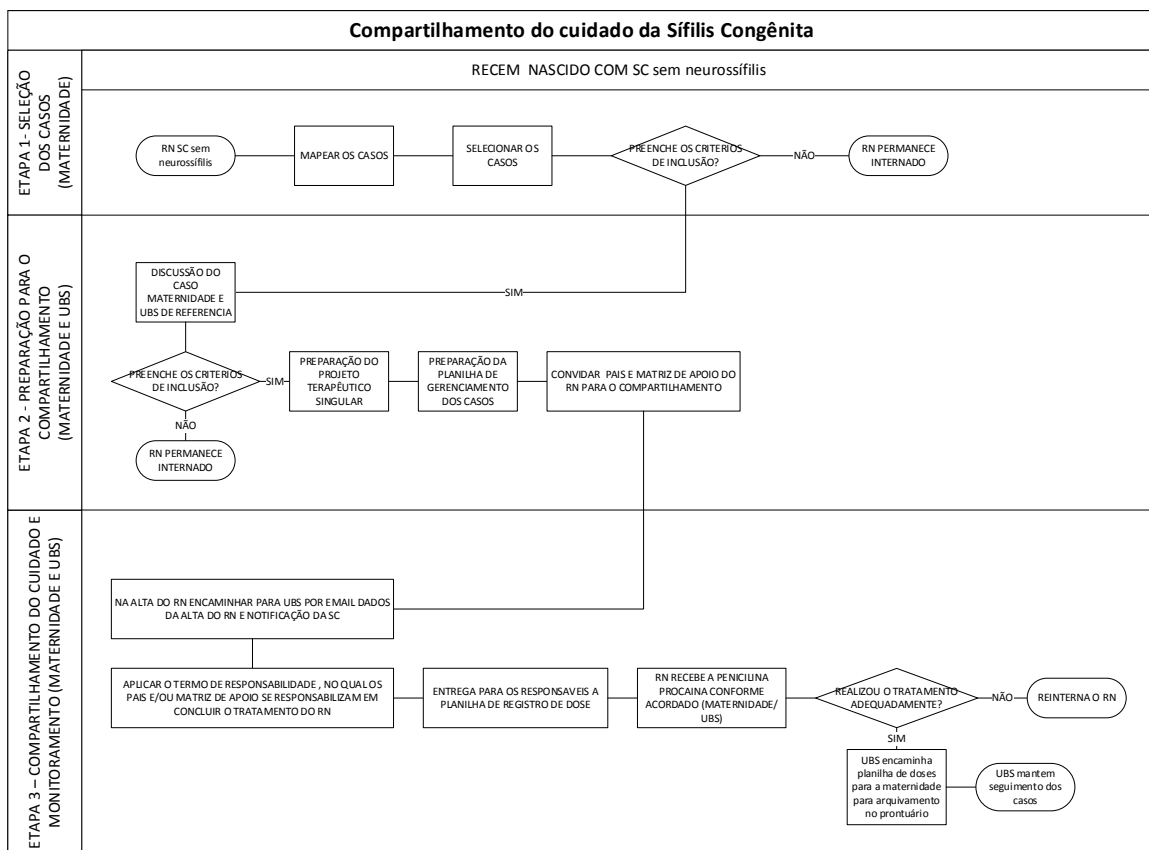 Compartilhamento do cuidado da Sífilis Congênita
ETAPA 1- SELEÇÃO
DOS CASOS
(MATERNIDADE)
RECEM NASCIDO COM SC sem neurossífilis
RN SC sem
neurossífilis
MAPEAR OS CASOS
SELECIONAR OS
CASOS
PREENCHE OS CRITERIOS
DE INCLUSÃO?
NÃO
RN PERMANECE
INTERNADO
ETAPA 2 - PREPARAÇÃO PARA O
COMPARTILHAMENTO
(MATERNIDADE E UBS)
DISCUSSÃO DO
CASO
MATERNIDADE E
UBS DE REFERENCIA
SIM
PREENCHE OS CRITERIOS
DE INCLUSÃO?
SIM
PREPARAÇÃO DO
PROJETO
TERAPÊUTICO
SINGULAR
PREPARAÇÃO DA
PLANILHA DE
GERENCIAMENTO
DOS CASOS
CONVIDAR PAIS E MATRIZ DE APOIO DO
RN PARA O COMPARTILHAMENTO
NÃO
RN PERMANECE
INTERNADO
ETAPA 3 – COMPARTILHAMENTO DO CUIDADO E
MONITORAMENTO (MATERNIDADE E UBS)
NA ALTA DO RN ENCAMINHAR PARA UBS POR EMAIL DADOS
DA ALTA DO RN E NOTIFICAÇÃO DA SC
APLICAR O TERMO DE RESPONSABILIDADE , NO QUAL OS
PAIS E/OU MATRIZ DE APOIO SE RESPONSABILIZAM EM
CONCLUIR O TRATAMENTO DO RN
ENTREGA PARA OS RESPONSAVEIS A
PLANILHA DE REGISTRO DE DOSE
RN RECEBE A PENICILINA
PROCAINA CONFORME
ACORDADO (MATERNIDADE/
UBS)
REALIZOU O TRATAMENTO
ADEQUADAMENTE?
NÃO
REINTERNA O RN
SIM
UBS encaminha
planilha de doses
para a maternidade
para arquivamento
no prontuário
UBS mantem
seguimento dos
casos